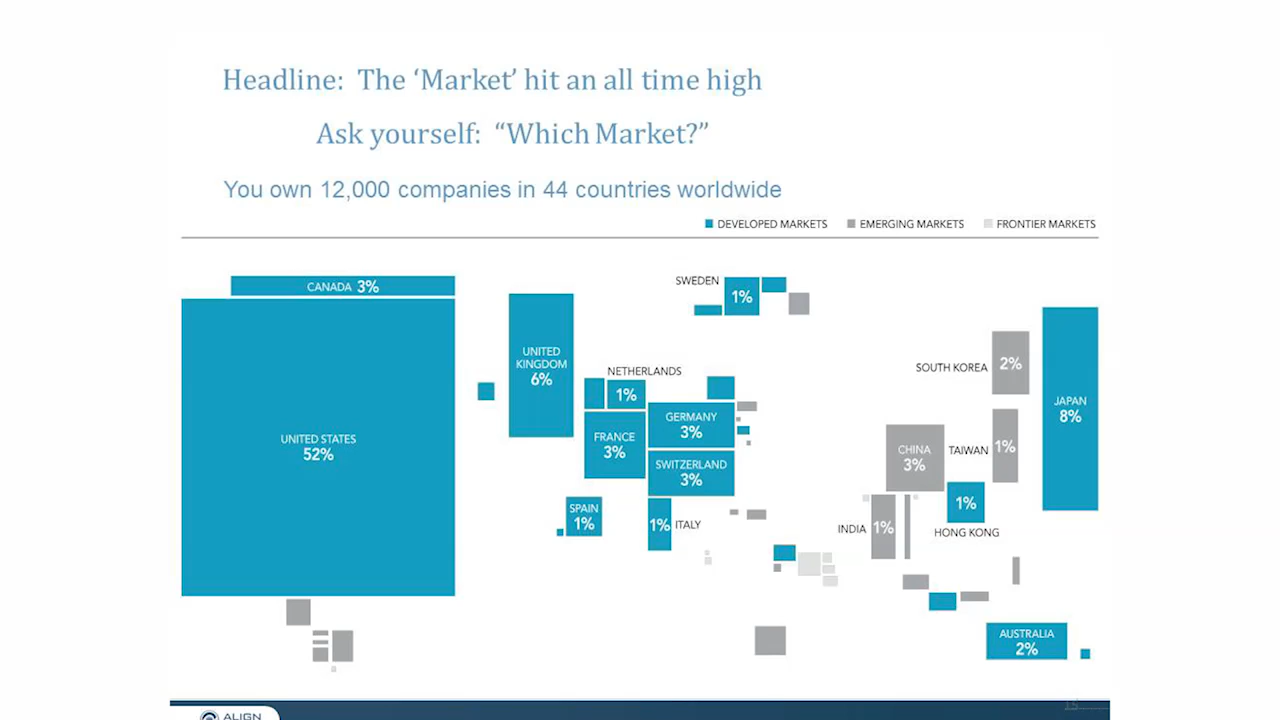 Headline:  The ‘Market’ hit an all time high
Ask yourself:  “Which Market?”
You own 12,000 companies in 44 countries worldwide
DEVELOPED MARKETS
EMERGING MARKETS
FRONTIER MARKETS
CANADA 3%
UNITED STATES
52%
UNITED
KINGDOM
6%
SWEDEN
1%
NETHERLANDS
1%
GERMANY
3%
FRANCE
3%
SWITZERLAND
3%
SPAIN
1%
1% ITALY
SOUTH KOREA 2%
JAPAN
8%
CHINA
3%
TAIWAN 1%
INDIA 1%
1%
HONG KONG
AUSTRALIA
2%
ALIGN
15